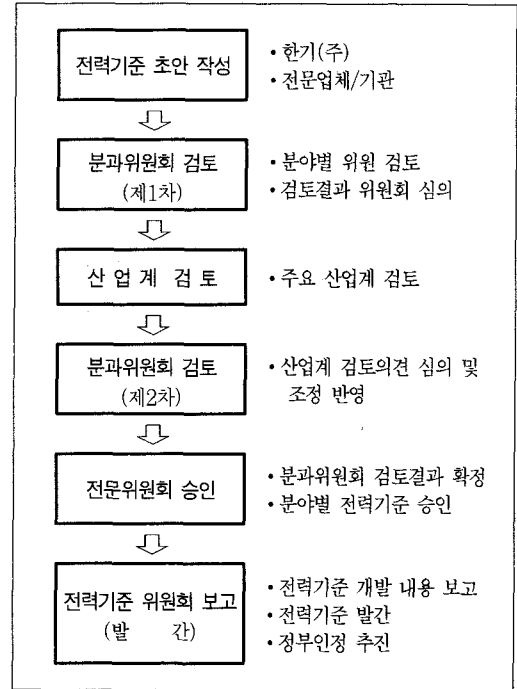 전력기준 초안 작성
• 한기(주)
• 전문업체/기관
분과위원회 검토
(제1차)
• 분야별 위원 검토
• 검토결과 위원회 심의
산 업 계 검 토
• 주요 산업계 검토
분과위원회 검토
(제2차)
• 산업계 검토의견 심의 및
조정 반영
전문위원회 승인
• 분과위원회 검토결과 확정
• 분야별 전력기준 승인
전력기준 위원회 보고
(발 간)
• 전력기준 개발 내용 보고
• 전력기준 발간
• 정부인정 추진